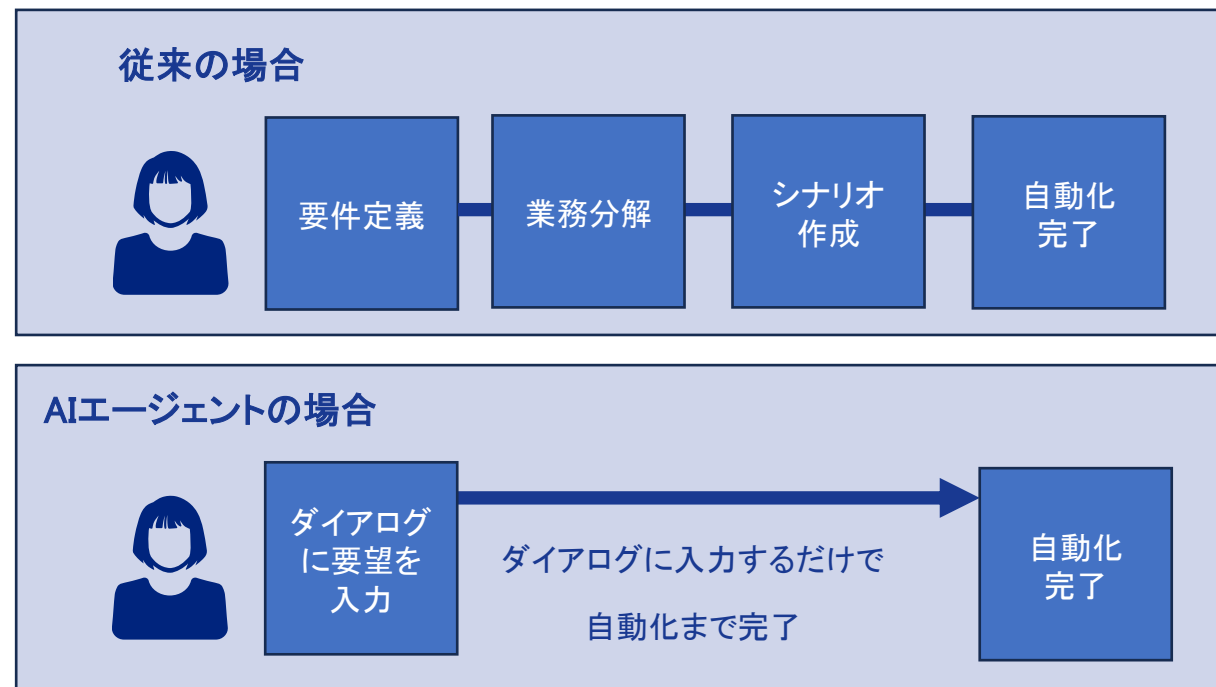 従来の場合
要件定義
業務分解
シナリオ
作成
自動化
完了
AIエージェントの場合
ダイアログ
に要望を
入力
ダイアログに入力するだけで
自動化まで完了
自動化
完了